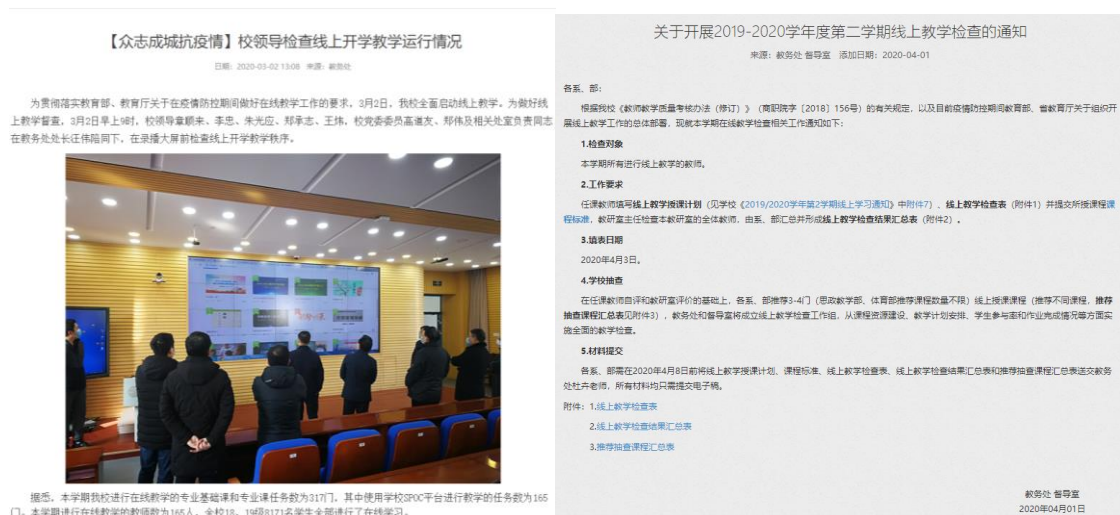 【众志成城抗疫情】校领导检查线上开学教学运行情况
日期：2020-03-02 13:08 来源：教务处
为贯彻落实教育部、教育厅关于在疫情防控期间做好在线教学工作的要求，3月2日，我校全面启动线上教学。为做好线
上教学督查，3月2日早上9时，校领导章顺来、李忠、朱光应、郑承志、王炜，校党委委员高道友、郑伟及相关处室负责同志
在教务处处长汪伟陪同下，在录播大屏前检查线上开学教学秩序。
据悉，本学期我校进行在线教学的专业基础课和专业课任务数为317门，其中使用学校SPOC平台进行教学的任务数为165
门。本学期进行在线教学的教师数为165人，全校18、19级8171名学生全部进行了在线学习。
关于开展2019-2020学年度第二学期线上教学检查的通知
来源：教务处 督导室 添加日期：2020-04-01
各系、部：
根据我校《教师教学质量考核办法（修订）》（商职院字〔2018〕156号）的有关规定，以及目前疫情防控期间教育部、省教育厅关于组织开
展线上教学工作的总体部署，现就本学期在线教学检查相关工作通知如下：
1.检查对象
本学期所有进行线上教学的教师。
2.工作要求
任课教师填写线上教学授课计划（见学校《2019/2020学年第2学期线上学习通知》中附件7）、线上教学检查表（附件1）并提交所授课程课
程标准，教研室主任检查本教研室的全体教师，由系、部汇总并形成线上教学检查结果汇总表（附件2）。
3.填表日期
2020年4月3日。
4.学校抽查
在任课教师自评和教研室评价的基础上，各系、部推荐3-4门（思政教学部、体育部推荐课程数量不限）线上授课课程（推荐不同课程，推荐
抽查课程汇总表见附件3），教务处和督导室将成立线上教学检查工作组，从课程资源建设、教学计划安排、学生参与率和作业完成情况等方面实
施全面的教学检查。
5.材料提交
各系、部需在2020年4月8日前将线上教学授课计划、课程标准、线上教学检查表、线上教学检查结果汇总表和推荐抽查课程汇总表送交教务
处杜卉老师，所有材料均只需提交电子稿。
附件：1.线上教学检查表
2.线上教学检查结果汇总表
3.推荐抽查课程汇总表
教务处 督导室
2020年04月01日